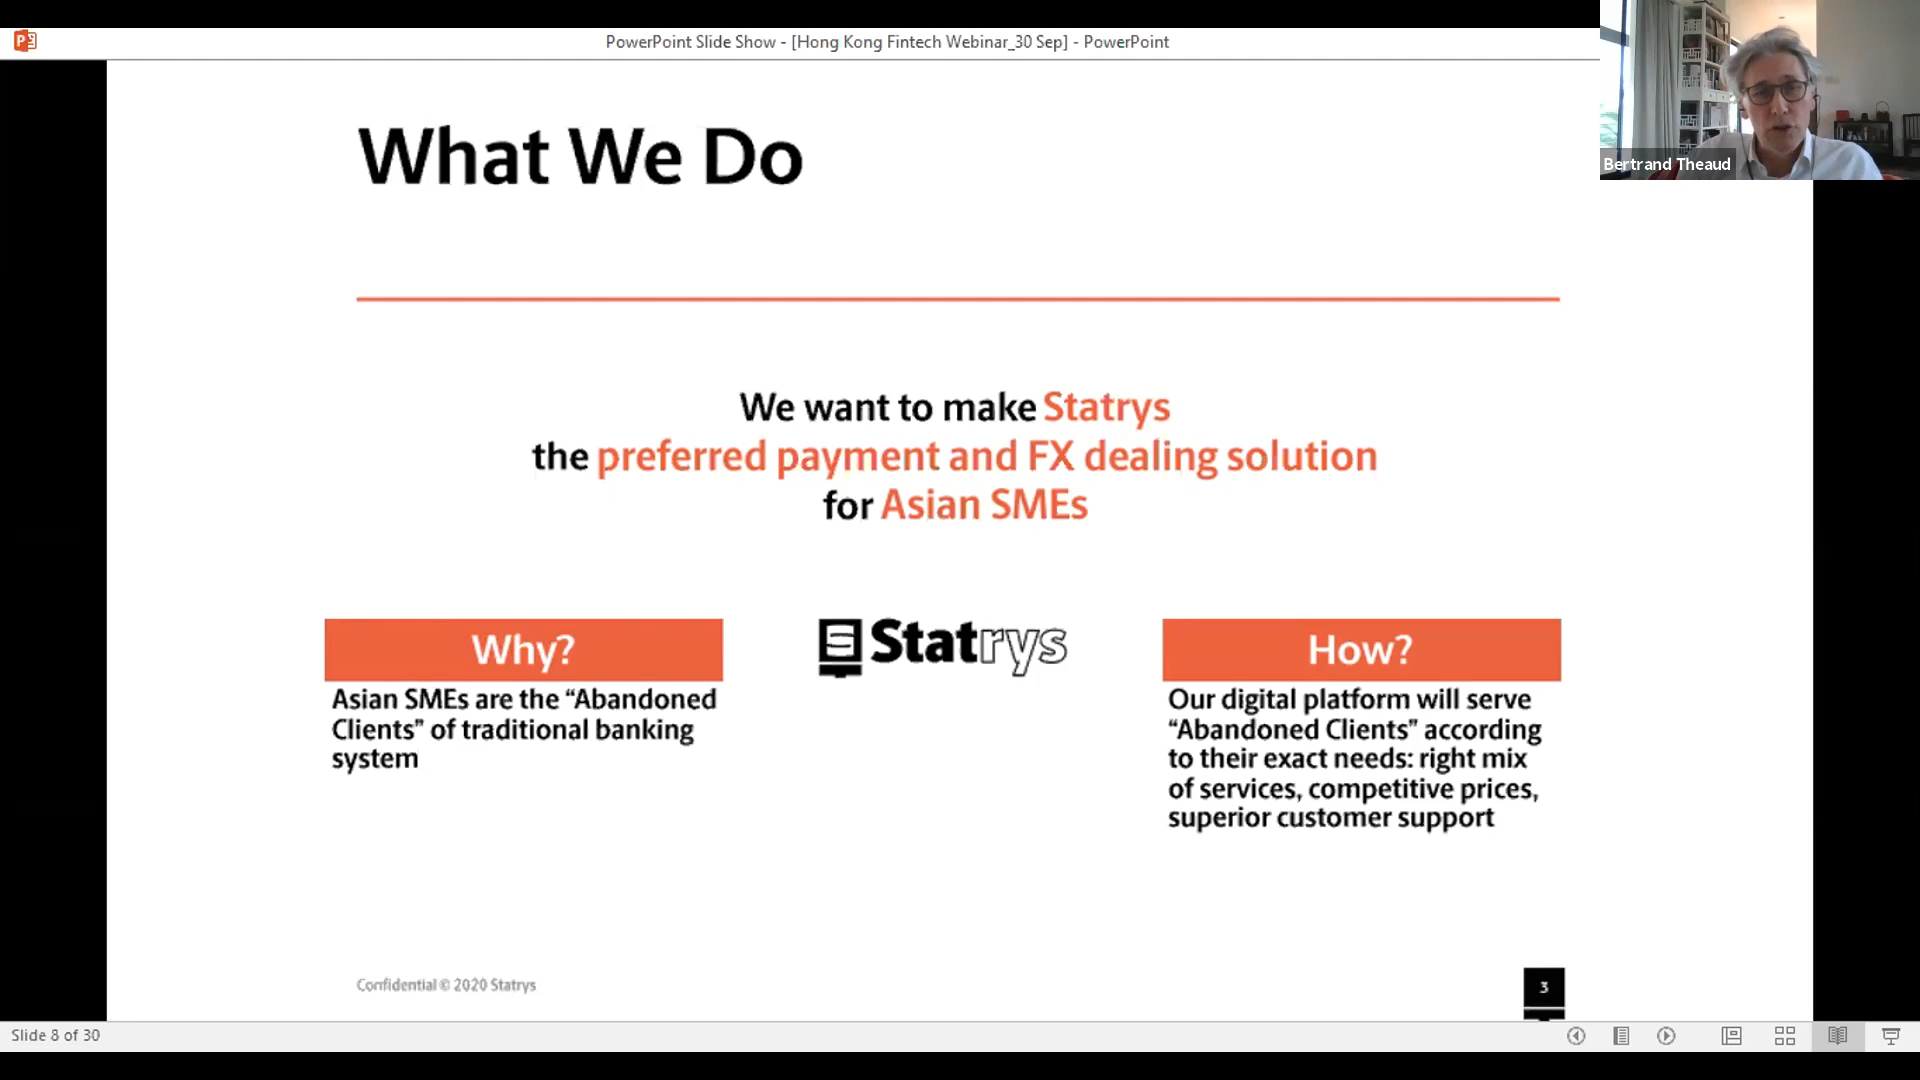 PowerPoint Slide Show - [Hong Kong Fintech Webinar_30 Sep] - PowerPoint
Bertrand Theaud
What We Do
We want to make Statrys
the preferred payment and FX dealing solution
for Asian SMEs
Why?
Asian SMEs are the “Abandoned
Clients” of traditional banking
system
Statrys
How?
Our digital platform will serve
“Abandoned Clients” according
to their exact needs: right mix
of services, competitive prices,
superior customer support
Confidential © 2020 Statrys
3
Slide 8 of 30